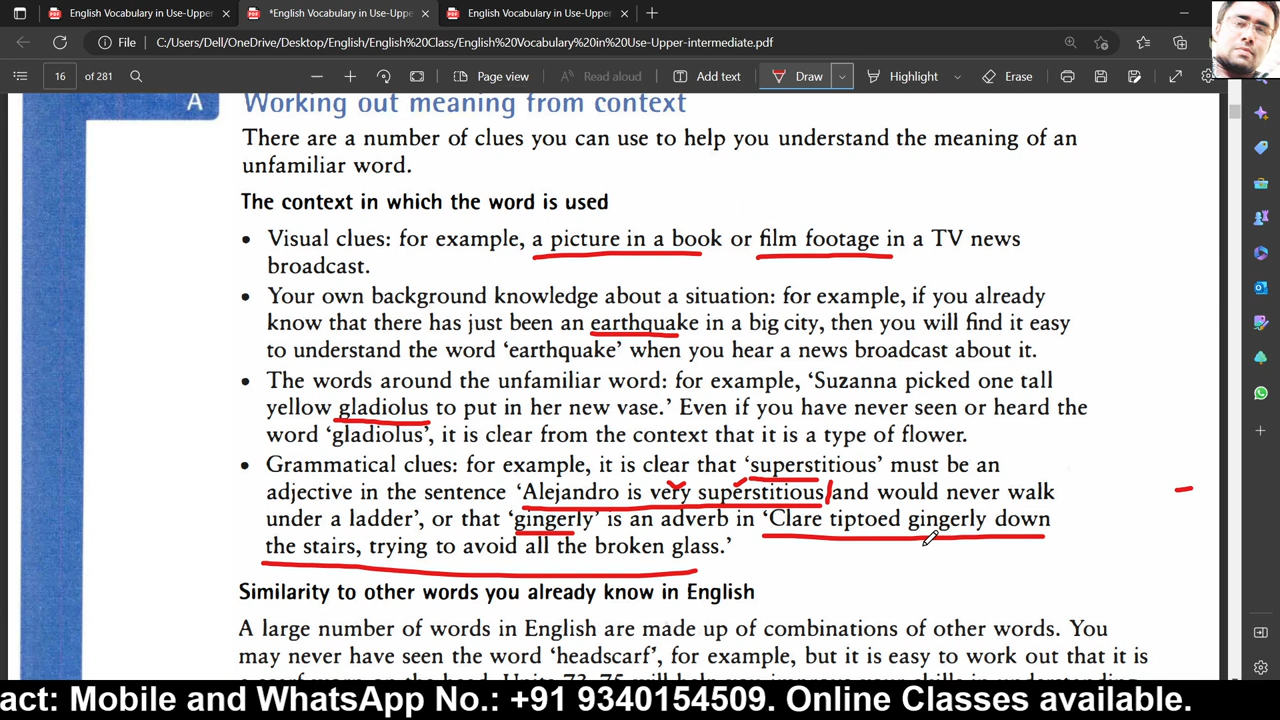 English Vocabulary in Use-Upper
*English Vocabulary in Use-Uppe
English Vocabulary in Use-Upper
File
C:/Users/Dell/OneDrive/Desktop/English/English%20Class/English%20Vocabulary%20in%20Use-Upper-intermediate.pdf
16 of 281
Page view
Read aloud
Add text
Draw
Highlight
Erase
A
Working out meaning from context
There are a number of clues you can use to help you understand the meaning of an
unfamiliar word.
The context in which the word is used
• Visual clues: for example, a picture in a book or film footage in a TV news
broadcast.
• Your own background knowledge about a situation: for example, if you already
know that there has just been an earthquake in a big city, then you will find it easy
to understand the word ‘earthquake’ when you hear a news broadcast about it.
• The words around the unfamiliar word: for example, ‘Suzanna picked one tall
yellow gladiolus to put in her new vase.’ Even if you have never seen or heard the
word ‘gladiolus’, it is clear from the context that it is a type of flower.
• Grammatical clues: for example, it is clear that ‘superstitious’ must be an
adjective in the sentence ‘Alejandro is very superstitious and would never walk
under a ladder’, or that ‘gingerly’ is an adverb in ‘Clare tiptoed gingerly down
the stairs, trying to avoid all the broken glass.’
Similarity to other words you already know in English
A large number of words in English are made up of combinations of other words. You
may never have seen the word ‘headscarf’, for example, but it is easy to work out that it is
act: Mobile and WhatsApp No.: +91 9340154509. Online Classes available.